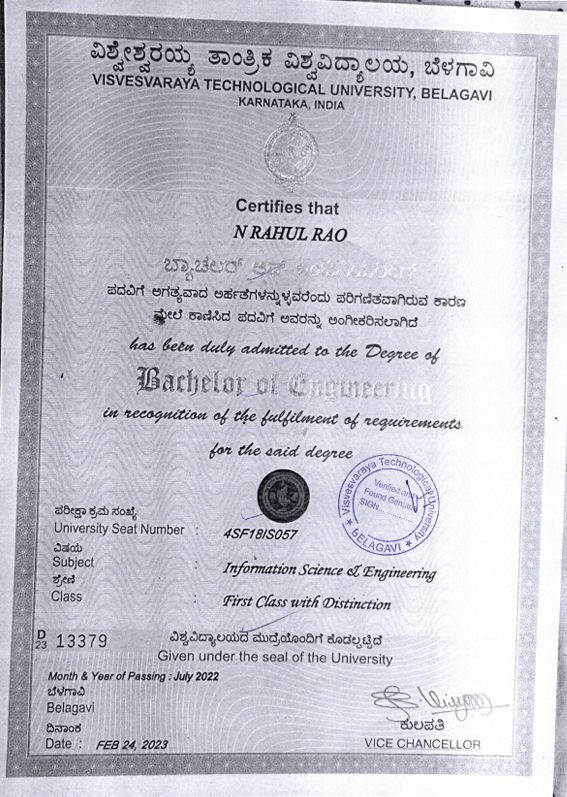 ವಿಶ್ವೇಶ್ವರಯ್ಯ ತಾಂತ್ರಿಕ ವಿಶ್ವವಿದ್ಯಾಲಯ, ಬೆಳಗಾವಿ
VISVESVARAYA TECHNOLOGICAL UNIVERSITY, BELAGAVI
KARNATAKA, INDIA
Certifies that
N RAHUL RAO
ಬ್ಯಾಚಲರ್ ಆಫ್ ಇಂಜಿನಿಯರಿಂಗ್
ಪದವಿಗೆ ಅಗತ್ಯವಾದ ಅರ್ಹತೆಗಳನ್ನುಳ್ಳವರೆಂದು ಪರಿಗಣಿತವಾಗಿರುವ ಕಾರಣ
ಮೇಲೆ ಕಾಣಿಸಿದ ಪದವಿಗೆ ಅವರನ್ನು ಅಂಗೀಕರಿಸಲಾಗಿದೆ
has been duly admitted to the Degree of
Bachelor of Engineering
in recognition of the fulfilment of requirements
for the said degree
Visvesvaraya Technological University
★ BELAGAVI ★
Verified and
Found Genuine
SIGN
ಪರೀಕ್ಷಾ ಕ್ರಮ ಸಂಖ್ಯೆ
University Seat Number : 4SF18IS057
ವಿಷಯ
Subject : Information Science & Engineering
ಶ್ರೇಣಿ
Class : First Class with Distinction
D 23 13379
ವಿಶ್ವವಿದ್ಯಾಲಯದ ಮುದ್ರೆಯೊಂದಿಗೆ ಕೊಡಲ್ಪಟ್ಟಿದೆ
Given under the seal of the University
Month & Year of Passing : July 2022
ಬೆಳಗಾವಿ
Belagavi
ದಿನಾಂಕ
Date : FEB 24, 2023
ಕುಲಪತಿ
VICE CHANCELLOR